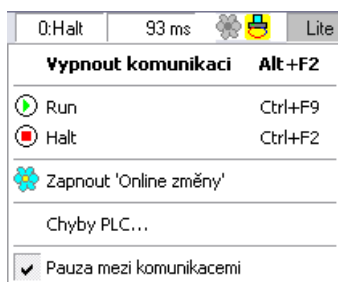 0:Halt 93 ms Lite
Vypnout komunikaci Alt+F2
Run Ctrl+F9
Halt Ctrl+F2
Zapnout 'Online změny'
Chyby PLC...
Pauza mezi komunikacemi